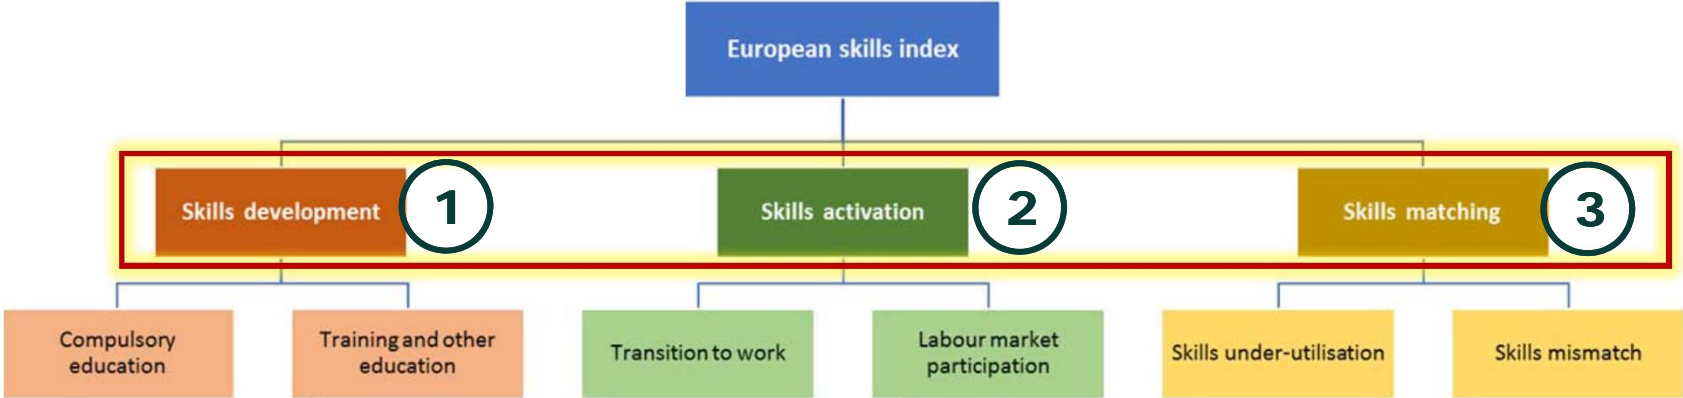 European skills index
Skills development
1
Skills activation
2
Skills matching
3
Compulsory
education
Training and other
education
Transition to work
Labour market
participation
Skills under-utilisation
Skills mismatch